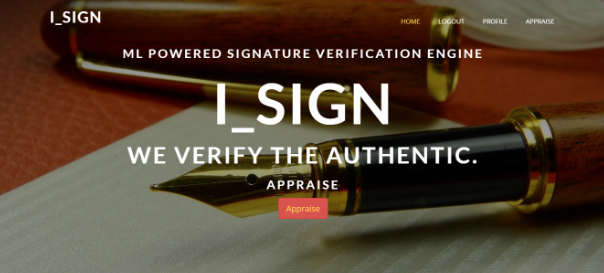 I_SIGN
HOME LOGOUT PROFILE APPRAISE
ML POWERED SIGNATURE VERIFICATION ENGINE
I_SIGN
WE VERIFY THE AUTHENTIC.
APPRAISE
Appraise